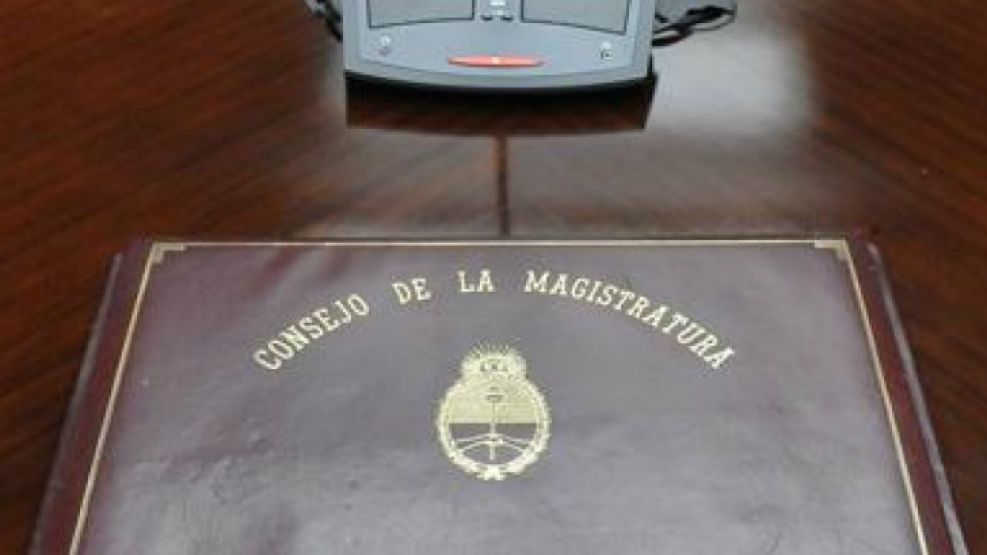 CONSEJO DE LA MAGISTRATURA